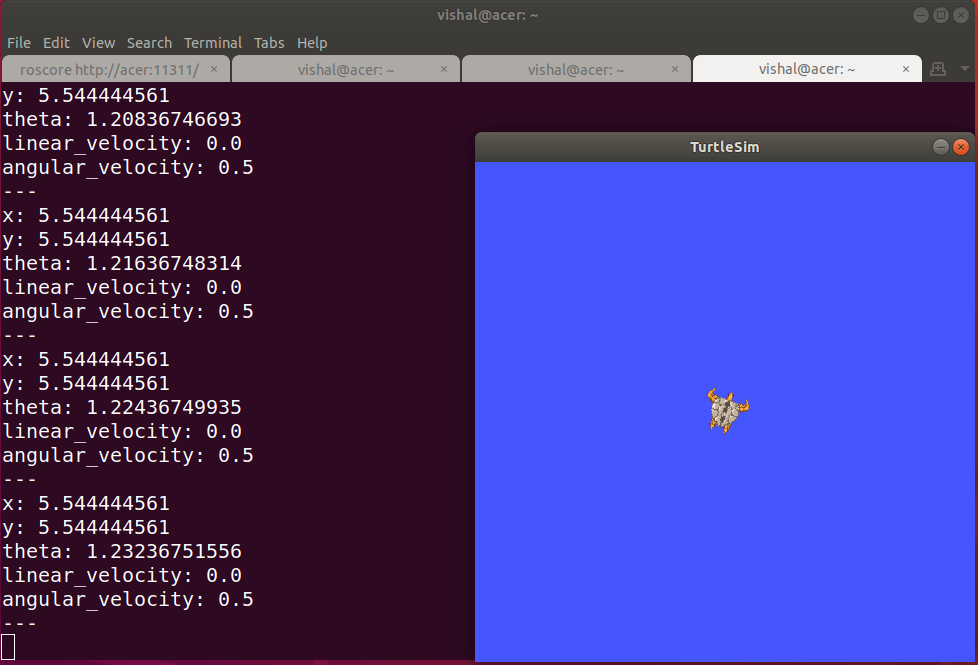 vishal@acer: ~
File Edit View Search Terminal Tabs Help
roscore http://acer:11311/ × vishal@acer: ~ × vishal@acer: ~ × vishal@acer: ~ ×
y: 5.544444561
theta: 1.20836746693
linear_velocity: 0.0
angular_velocity: 0.5
---
x: 5.544444561
y: 5.544444561
theta: 1.21636748314
linear_velocity: 0.0
angular_velocity: 0.5
---
x: 5.544444561
y: 5.544444561
theta: 1.22436749935
linear_velocity: 0.0
angular_velocity: 0.5
---
x: 5.544444561
y: 5.544444561
theta: 1.23236751556
linear_velocity: 0.0
angular_velocity: 0.5
---
TurtleSim